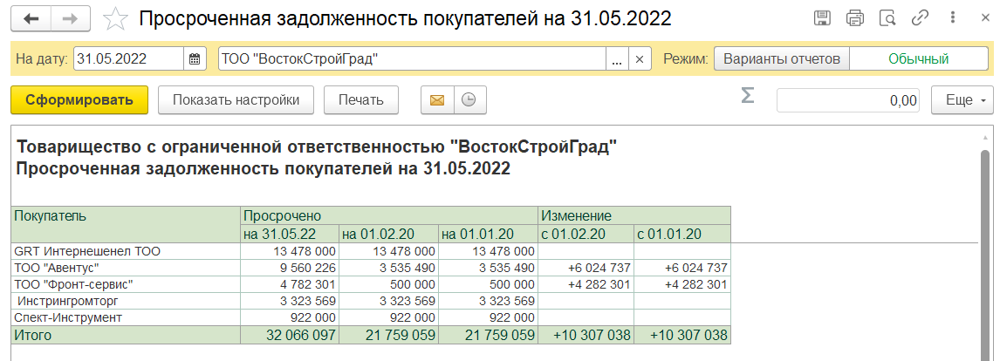 Просроченная задолженность покупателей на 31.05.2022
На дату: 31.05.2022 ТОО "ВостокСтройГрад" ... × Режим: Варианты отчетов Обычный
Сформировать Показать настройки Печать Σ 0,00 Еще
Товарищество с ограниченной ответственностью "ВостокСтройГрад"
Просроченная задолженность покупателей на 31.05.2022
Покупатель Просрочено Изменение
на 31.05.22 на 01.02.20 на 01.01.20 с 01.02.20 с 01.01.20
GRT Интернешенел ТОО 13 478 000 13 478 000 13 478 000
ТОО "Авентус" 9 560 226 3 535 490 3 535 490 +6 024 737 +6 024 737
ТОО "Фронт-сервис" 4 782 301 500 000 500 000 +4 282 301 +4 282 301
Инстрингромторг 3 323 569 3 323 569 3 323 569
Спект-Инструмент 922 000 922 000 922 000
Итого 32 066 097 21 759 059 21 759 059 +10 307 038 +10 307 038